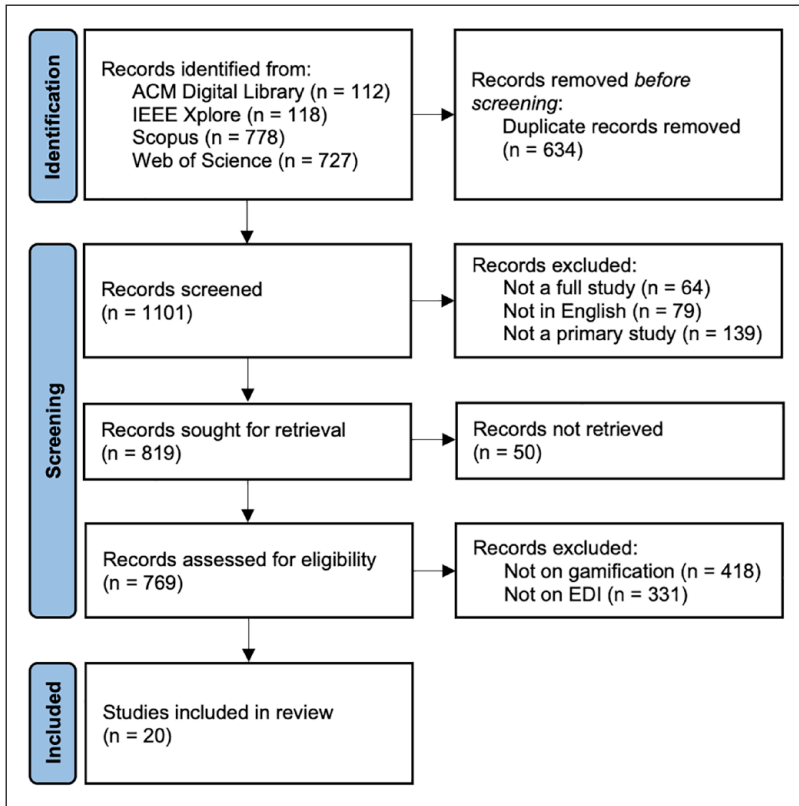 Identification
Records identified from:
ACM Digital Library (n = 112)
IEEE Xplore (n = 118)
Scopus (n = 778)
Web of Science (n = 727)
Records removed before
screening:
Duplicate records removed
(n = 634)
Screening
Records screened
(n = 1101)
Records excluded:
Not a full study (n = 64)
Not in English (n = 79)
Not a primary study (n = 139)
Records sought for retrieval
(n = 819)
Records not retrieved
(n = 50)
Records assessed for eligibility
(n = 769)
Records excluded:
Not on gamification (n = 418)
Not on EDI (n = 331)
Included
Studies included in review
(n = 20)